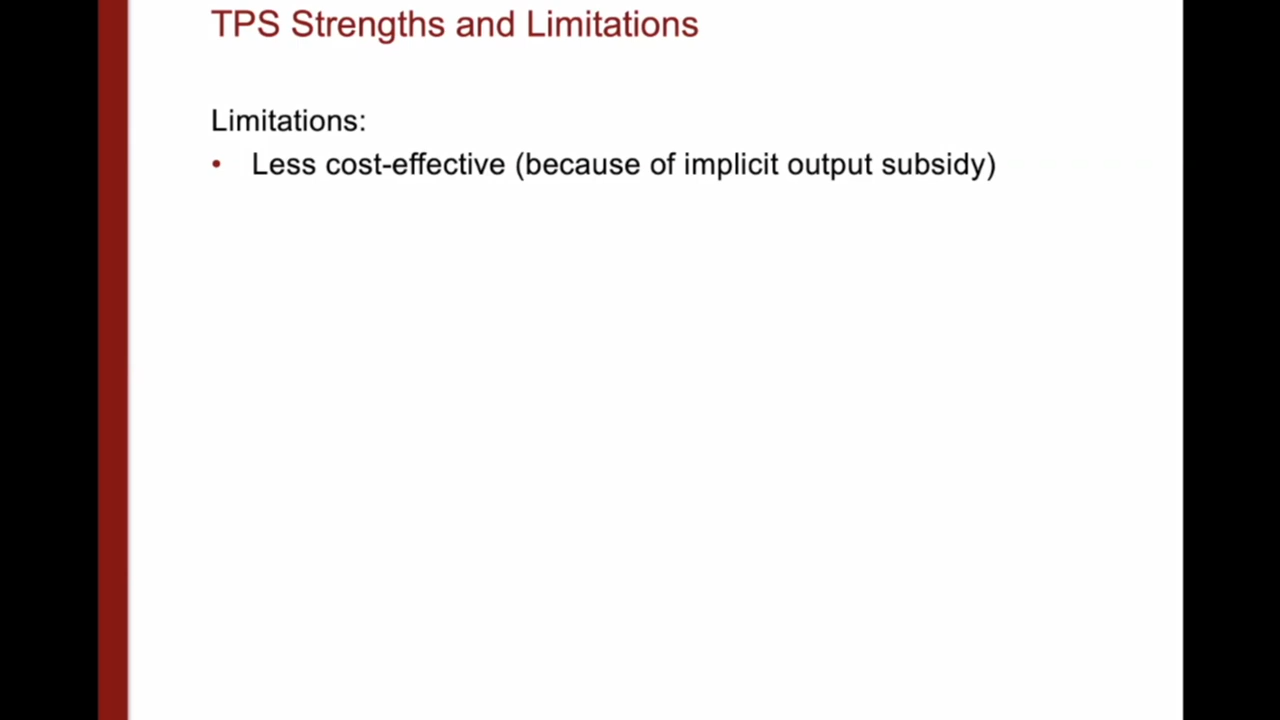 TPS Strengths and Limitations
Limitations:
• Less cost-effective (because of implicit output subsidy)